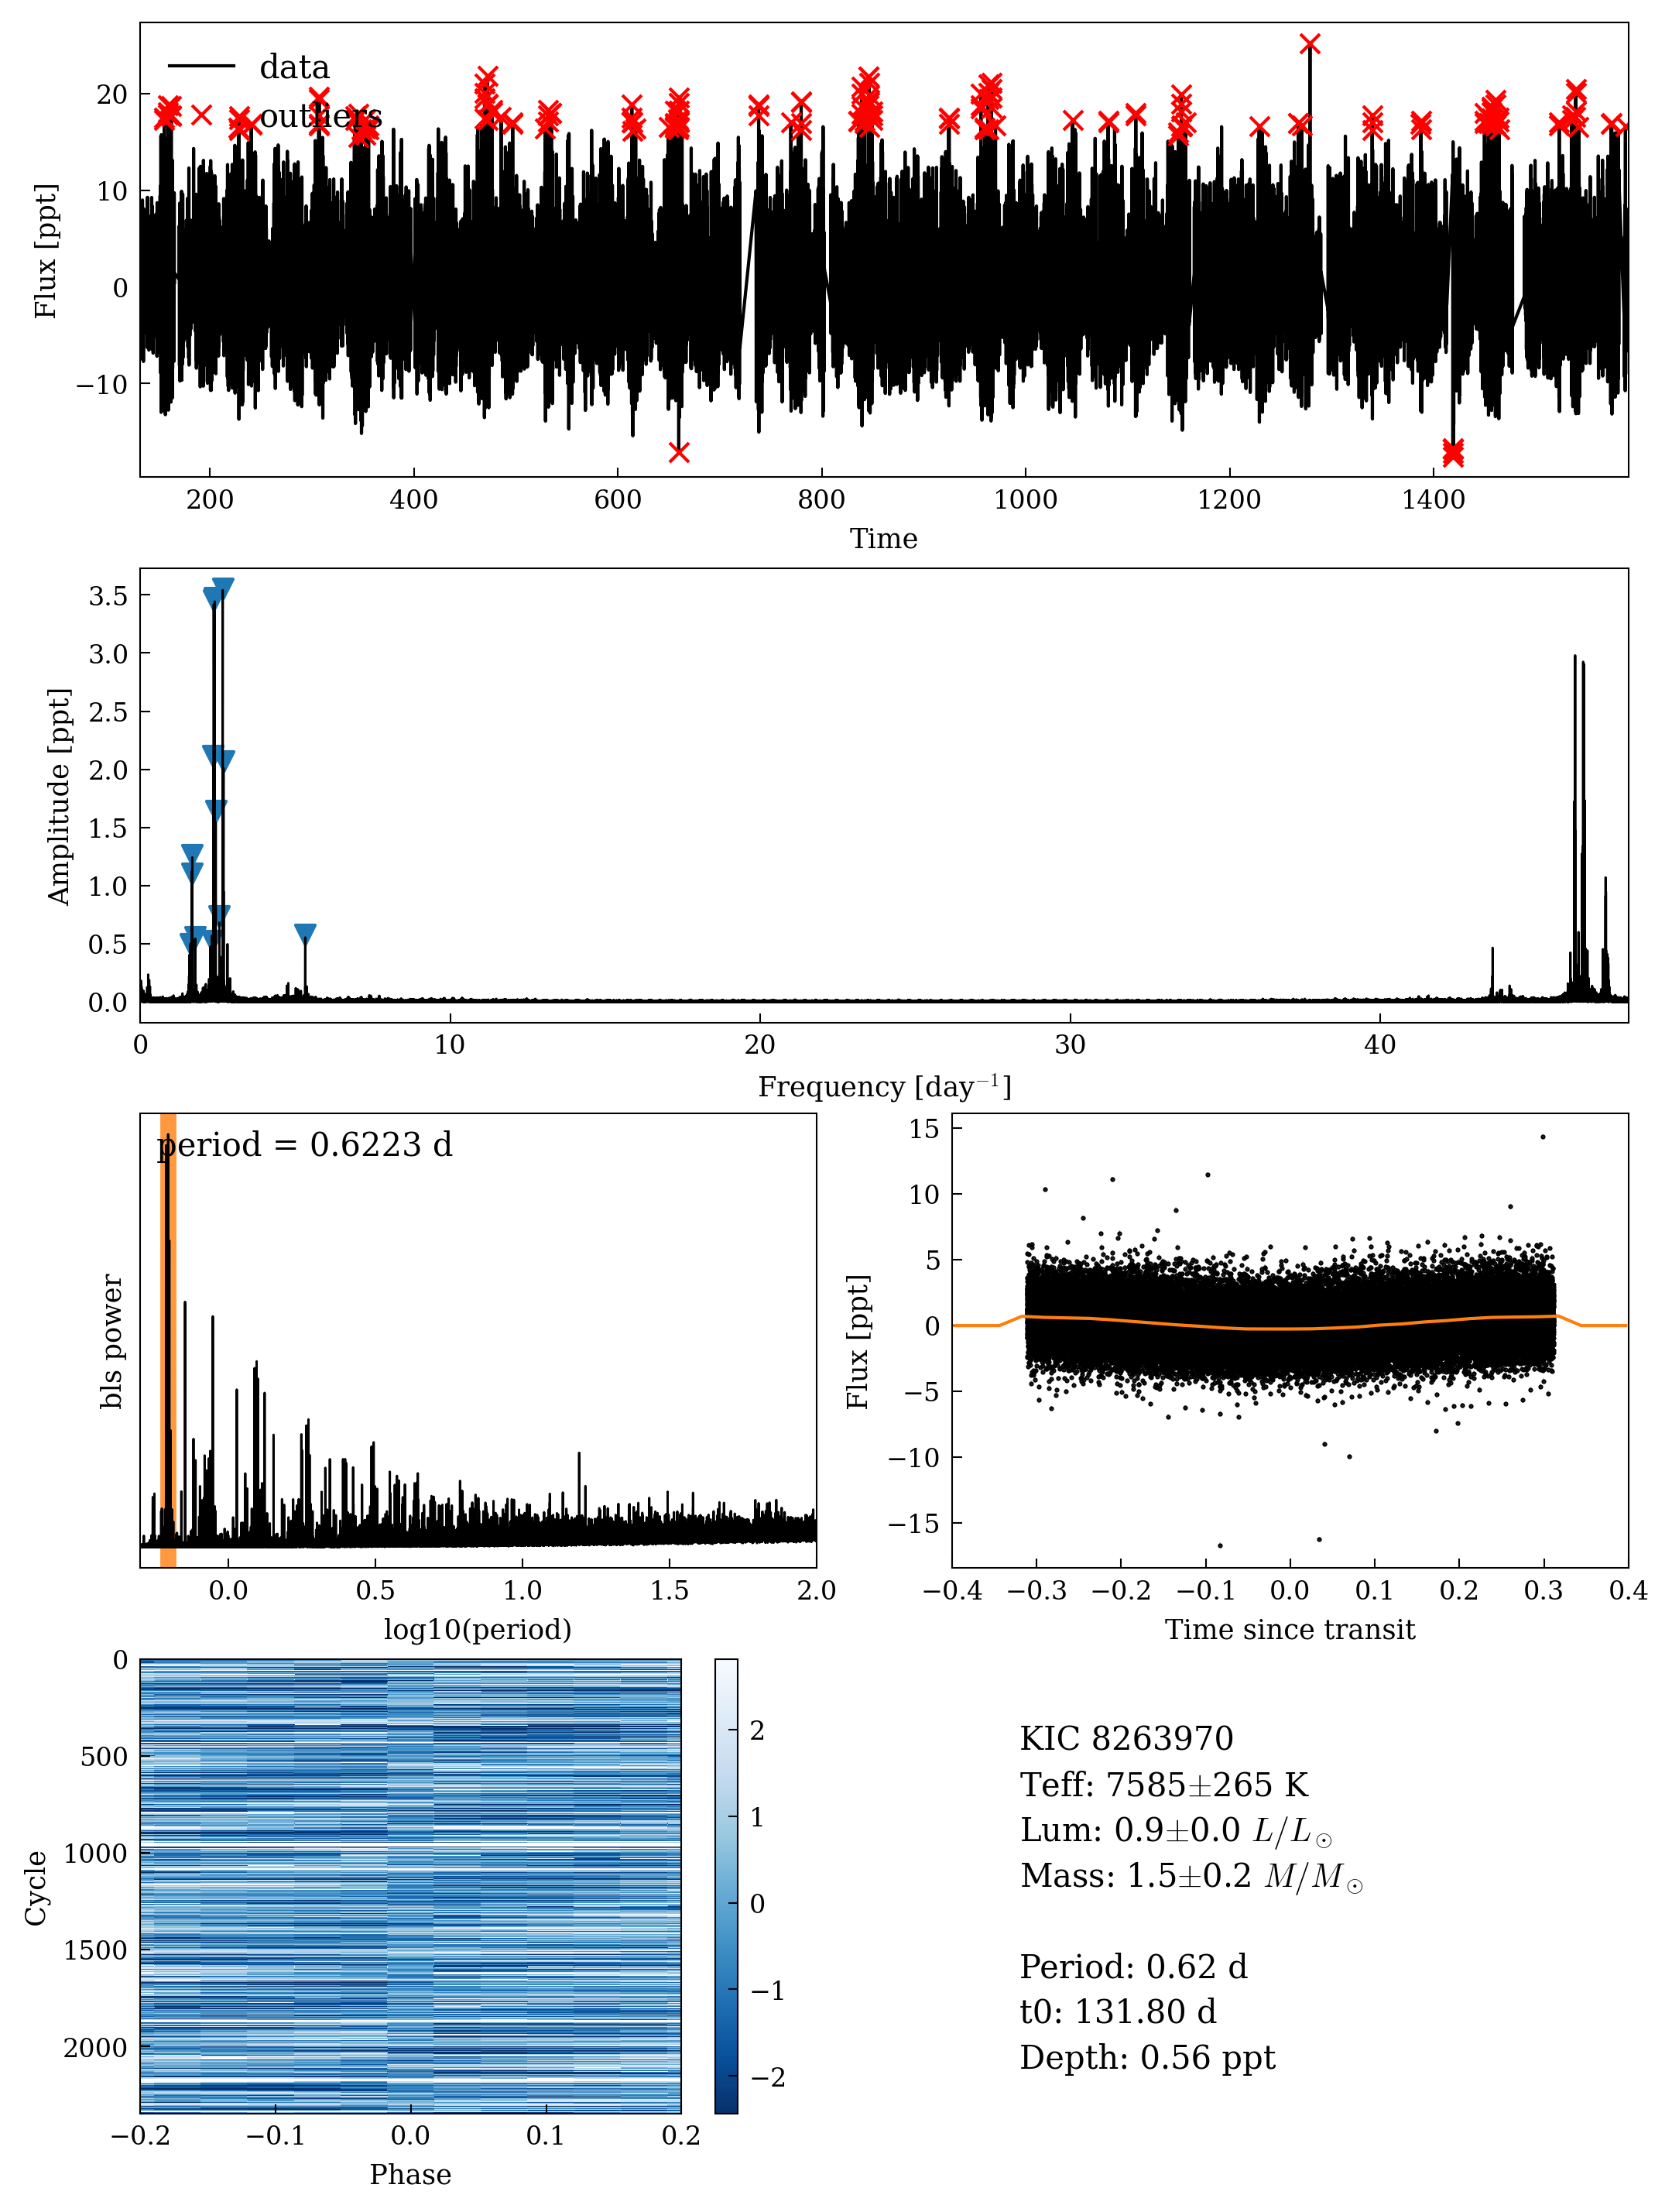 data
outliers
20
10
0
−10
Flux [ppt]
200 400 600 800 1000 1200 1400
Time
3.5
3.0
2.5
2.0
1.5
1.0
0.5
0.0
Amplitude [ppt]
0 10 20 30 40
Frequency [day⁻¹]
period = 0.6223 d
bls power
0.0 0.5 1.0 1.5 2.0
log10(period)
15
10
5
0
−5
−10
−15
Flux [ppt]
−0.4 −0.3 −0.2 −0.1 0.0 0.1 0.2 0.3 0.4
Time since transit
0
500
1000
1500
2000
Cycle
−0.2 −0.1 0.0 0.1 0.2
Phase
2
1
0
−1
−2
KIC 8263970
Teff: 7585±265 K
Lum: 0.9±0.0 L/L☉
Mass: 1.5±0.2 M/M☉
Period: 0.62 d
t0: 131.80 d
Depth: 0.56 ppt